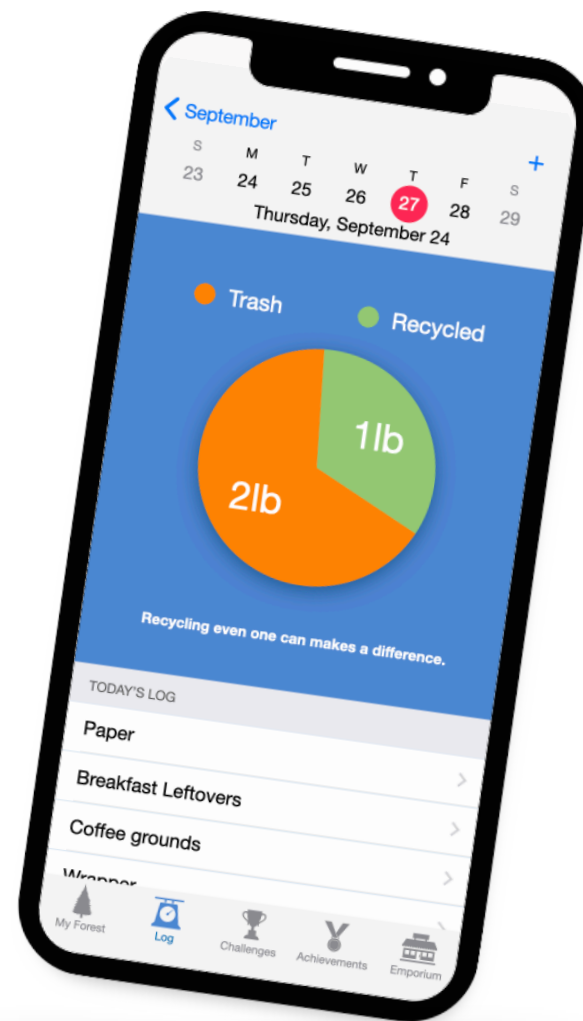 September
+
S M T W T F S
23 24 25 26 27 28 29
Thursday, September 24
Trash Recycled
1lb
2lb
Recycling even one can makes a difference.
TODAY'S LOG
Paper
Breakfast Leftovers
Coffee grounds
Wrapper
My Forest Log Challenges Achievements Emporium